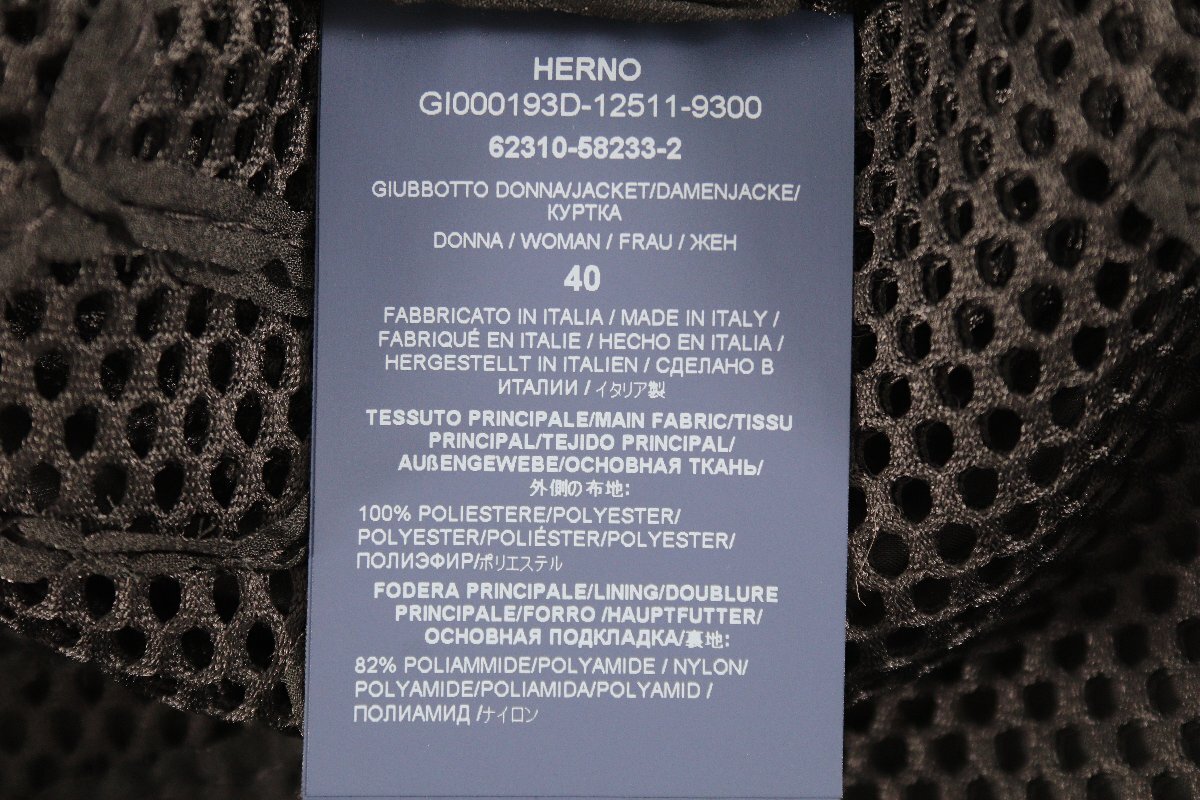 HERNO
GI000193D-12511-9300
62310-58233-2
GIUBBOTTO DONNA/JACKET/DAMENJACKE/
КУРТКА
DONNA / WOMAN / FRAU / ЖЕН
40
FABBRICATO IN ITALIA / MADE IN ITALY /
FABRIQUÉ EN ITALIE / HECHO EN ITALIA /
HERGESTELLT IN ITALIEN / СДЕЛАНО В
ИТАЛИИ / イタリア製
TESSUTO PRINCIPALE/MAIN FABRIC/TISSU
PRINCIPAL/TEJIDO PRINCIPAL/
AUßENGEWEBE/ОСНОВНАЯ ТКАНЬ/
外側の布地:
100% POLIESTERE/POLYESTER/
POLYESTER/POLIÉSTER/POLYESTER/
ПОЛИЭФИР/ポリエステル
FODERA PRINCIPALE/LINING/DOUBLURE
PRINCIPALE/FORRO /HAUPTFUTTER/
ОСНОВНАЯ ПОДКЛАДКА/裏地:
82% POLIAMMIDE/POLYAMIDE / NYLON/
POLYAMIDE/POLIAMIDA/POLYAMID /
ПОЛИАМИД /ナイロン